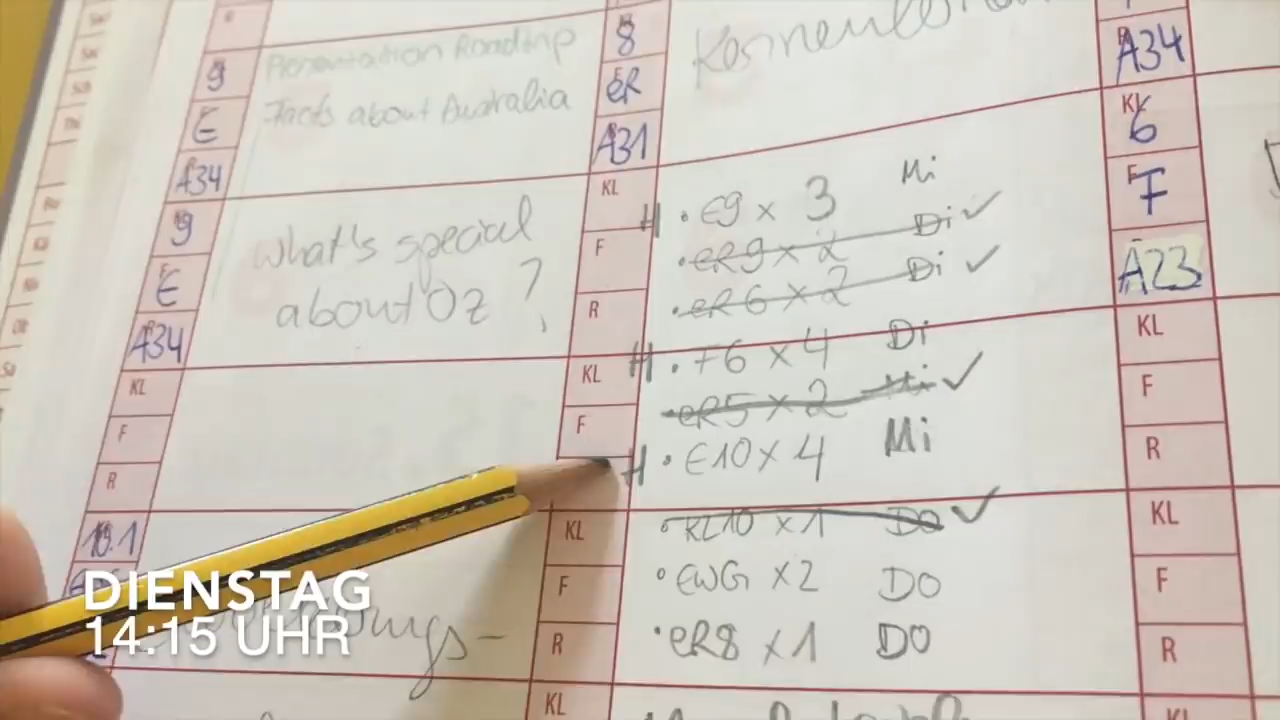 9
E
A34
Presentation Roadtrip
Facts about Australia
9
E
A34
What's special
about Oz ?
KL
F
R
10.1
8
eR
A31
KL
F
R
KL
F
KL
F
R
KL
H • E9 x 3 Mi
• eR9 x 2 Di ✓
• eR6 x 2 Di ✓
H • F6 x 4 Di
• eR5 x 2 Mi ✓
H • E10 x 4 Mi
• KL10 x 1 DO ✓
• EWG x 2 DO
• eR8 x 1 DO
A34
KL
6
F
A23
KL
F
R
KL
F
R
KL
DIENSTAG
14:15 UHR